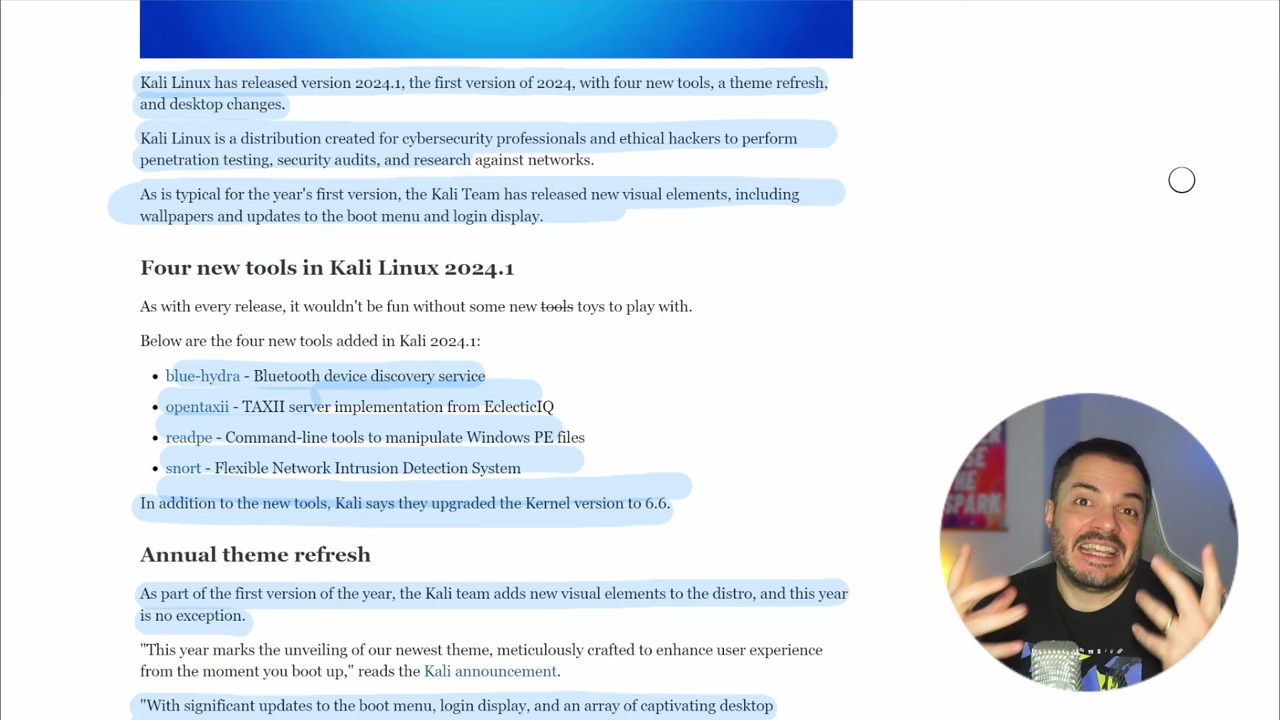 Kali Linux has released version 2024.1, the first version of 2024, with four new tools, a theme refresh,
and desktop changes.
Kali Linux is a distribution created for cybersecurity professionals and ethical hackers to perform
penetration testing, security audits, and research against networks.
As is typical for the year's first version, the Kali Team has released new visual elements, including
wallpapers and updates to the boot menu and login display.
Four new tools in Kali Linux 2024.1
As with every release, it wouldn't be fun without some new tools toys to play with.
Below are the four new tools added in Kali 2024.1:
• blue-hydra - Bluetooth device discovery service
• opentaxii - TAXII server implementation from EclecticIQ
• readpe - Command-line tools to manipulate Windows PE files
• snort - Flexible Network Intrusion Detection System
In addition to the new tools, Kali says they upgraded the Kernel version to 6.6.
Annual theme refresh
As part of the first version of the year, the Kali team adds new visual elements to the distro, and this year
is no exception.
"This year marks the unveiling of our newest theme, meticulously crafted to enhance user experience
from the moment you boot up," reads the Kali announcement.
"With significant updates to the boot menu, login display, and an array of captivating desktop
THE
SPARK